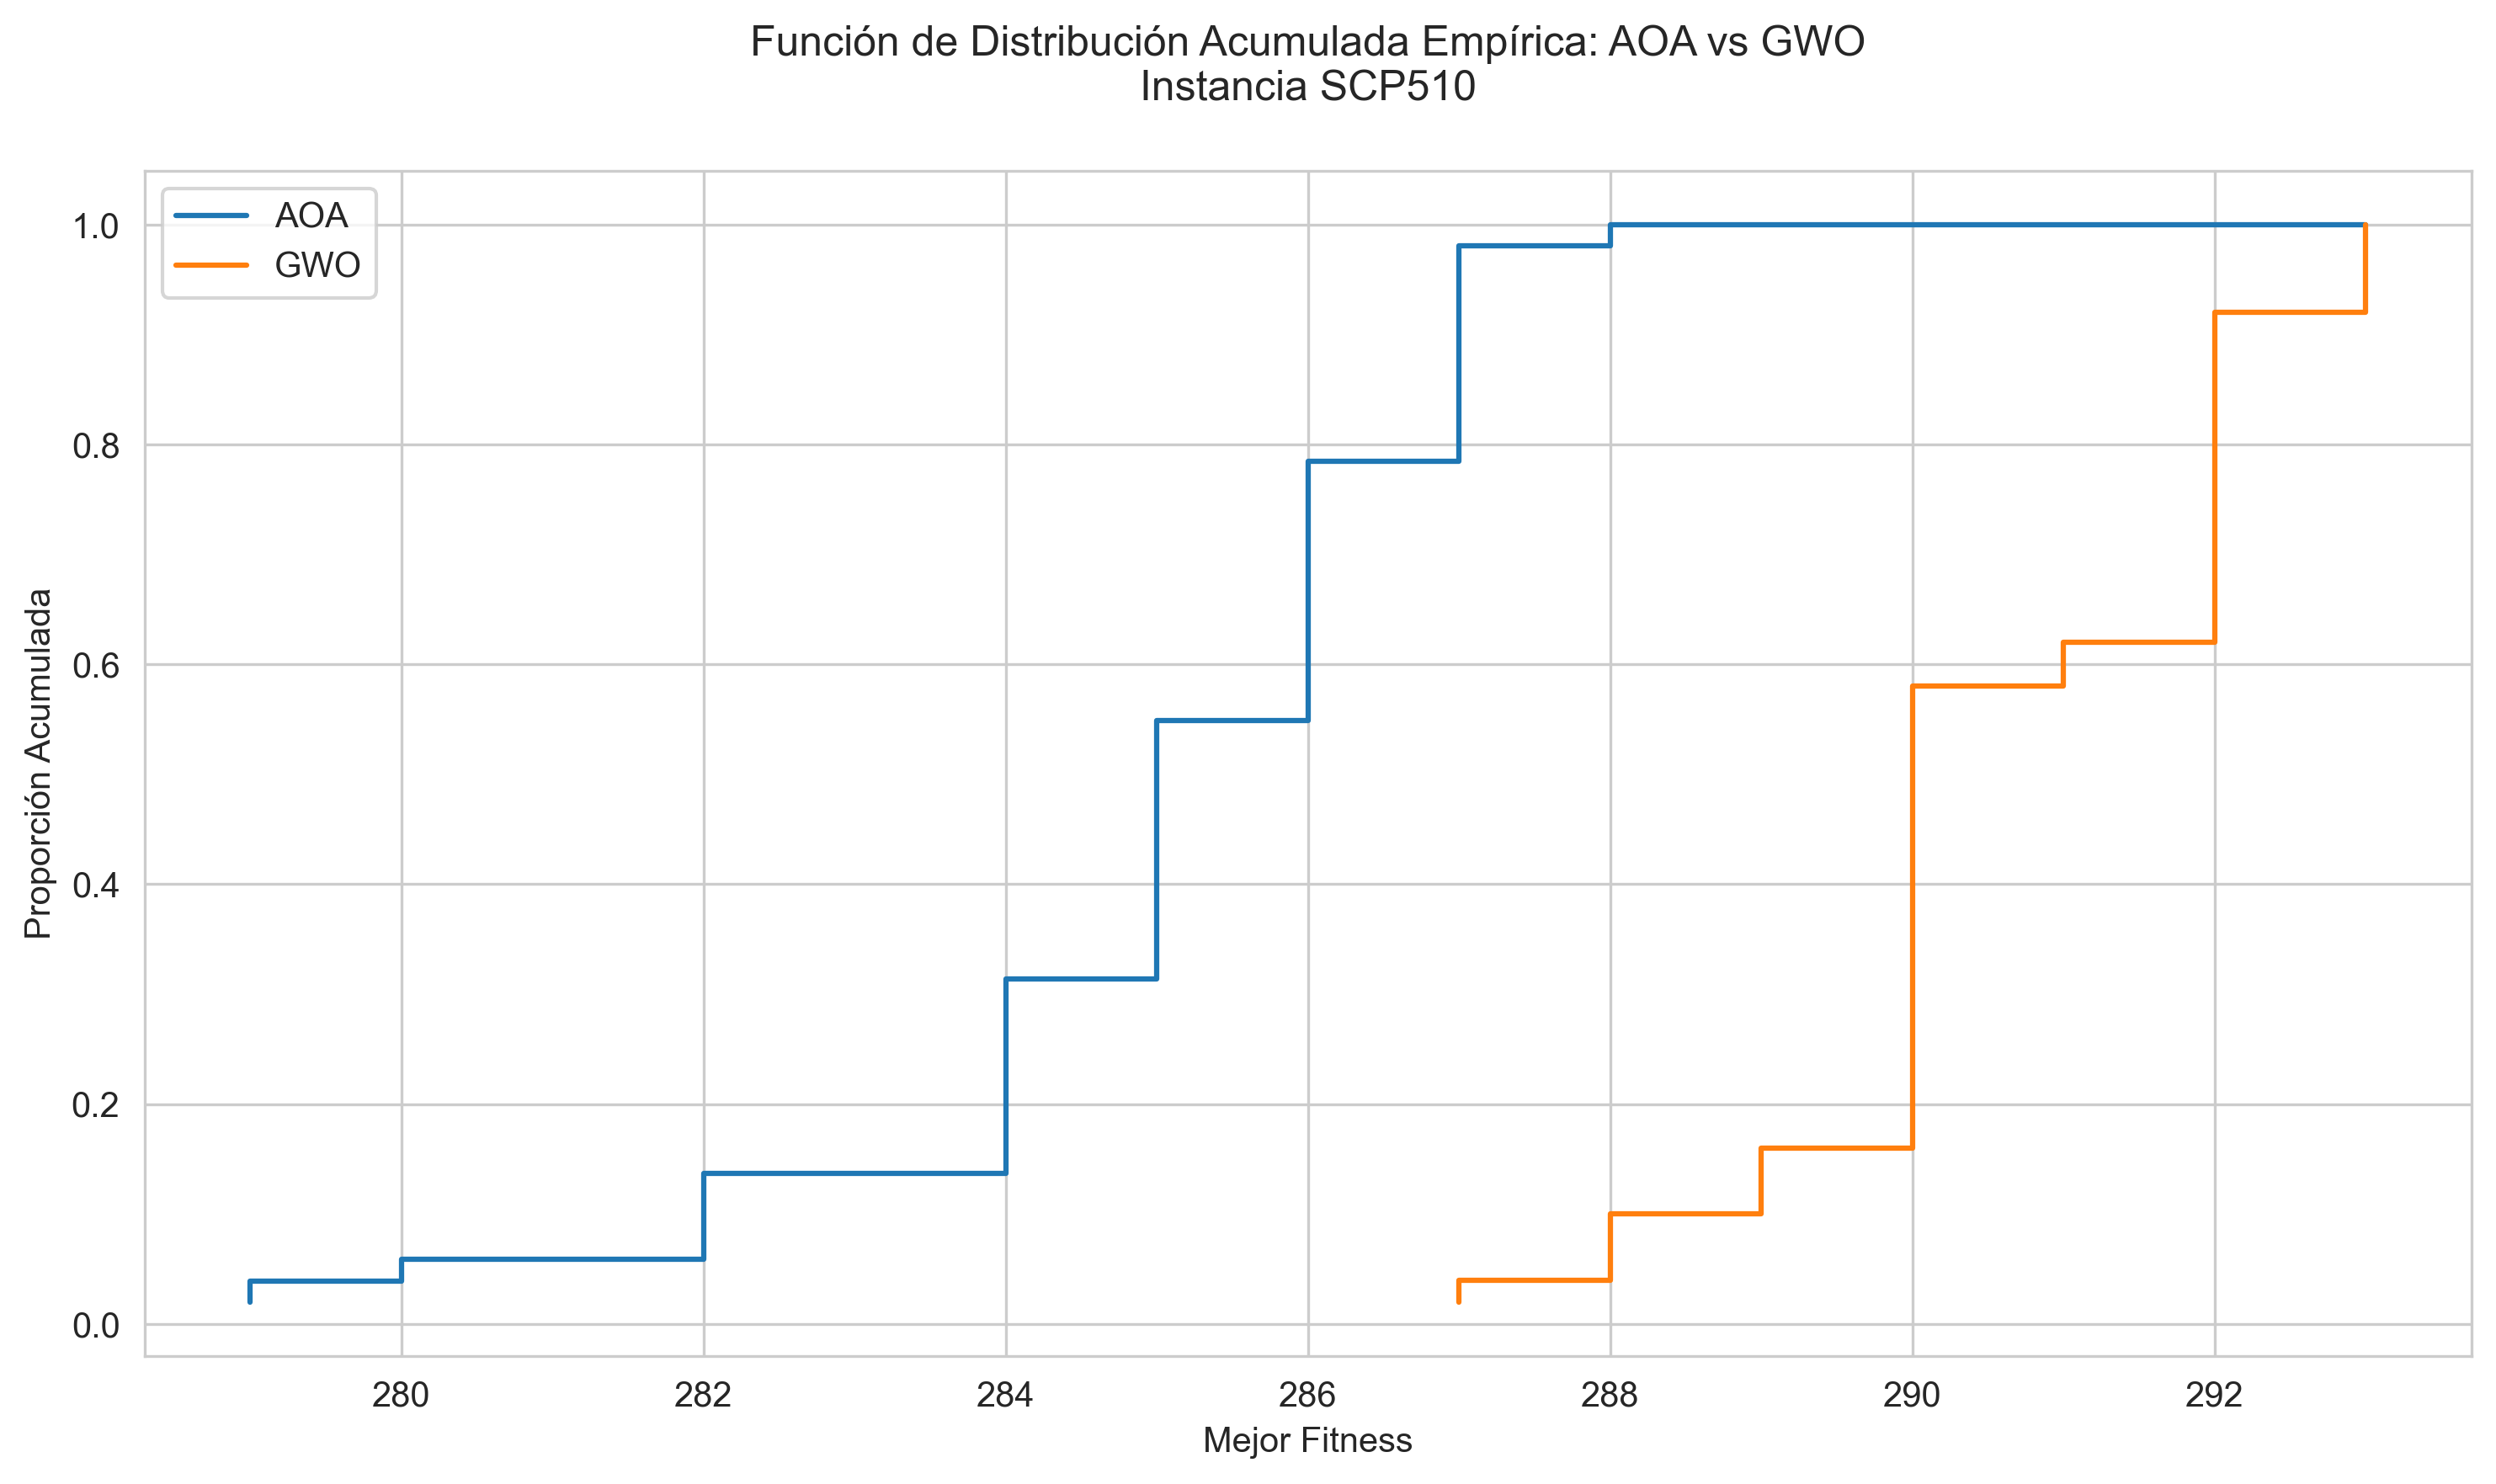 Función de Distribución Acumulada Empírica: AOA vs GWO
Instancia SCP510
AOA
GWO
1.0
0.8
0.6
0.4
0.2
0.0
Proporción Acumulada
280 282 284 286 288 290 292
Mejor Fitness